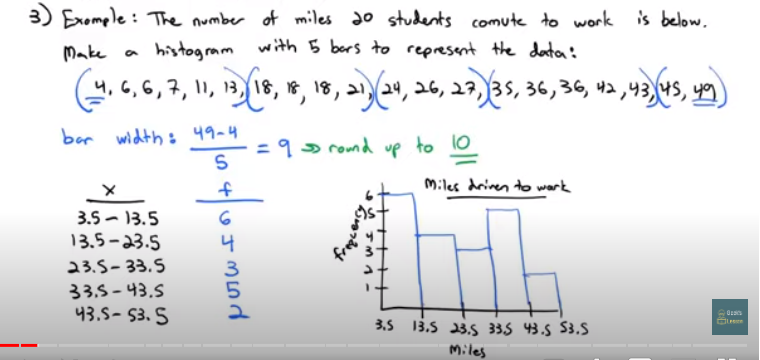 3) Example: The number of miles 20 students comute to work is below.
Make a histogram with 5 bars to represent the data:
(4, 6, 6, 7, 11, 13,)(18, 18, 18, 21,)(24, 26, 27,)(35, 36, 36, 42, 43,)(45, 49)
bar width: 49-4/5 = 9 ⇒ round up to 10
x f
3.5 - 13.5 6
13.5 - 23.5 4
23.5 - 33.5 3
33.5 - 43.5 5
43.5 - 53.5 2
Miles driven to work
frequency
6
5
4
3
2
1
3.5 13.5 23.5 33.5 43.5 53.5
Miles